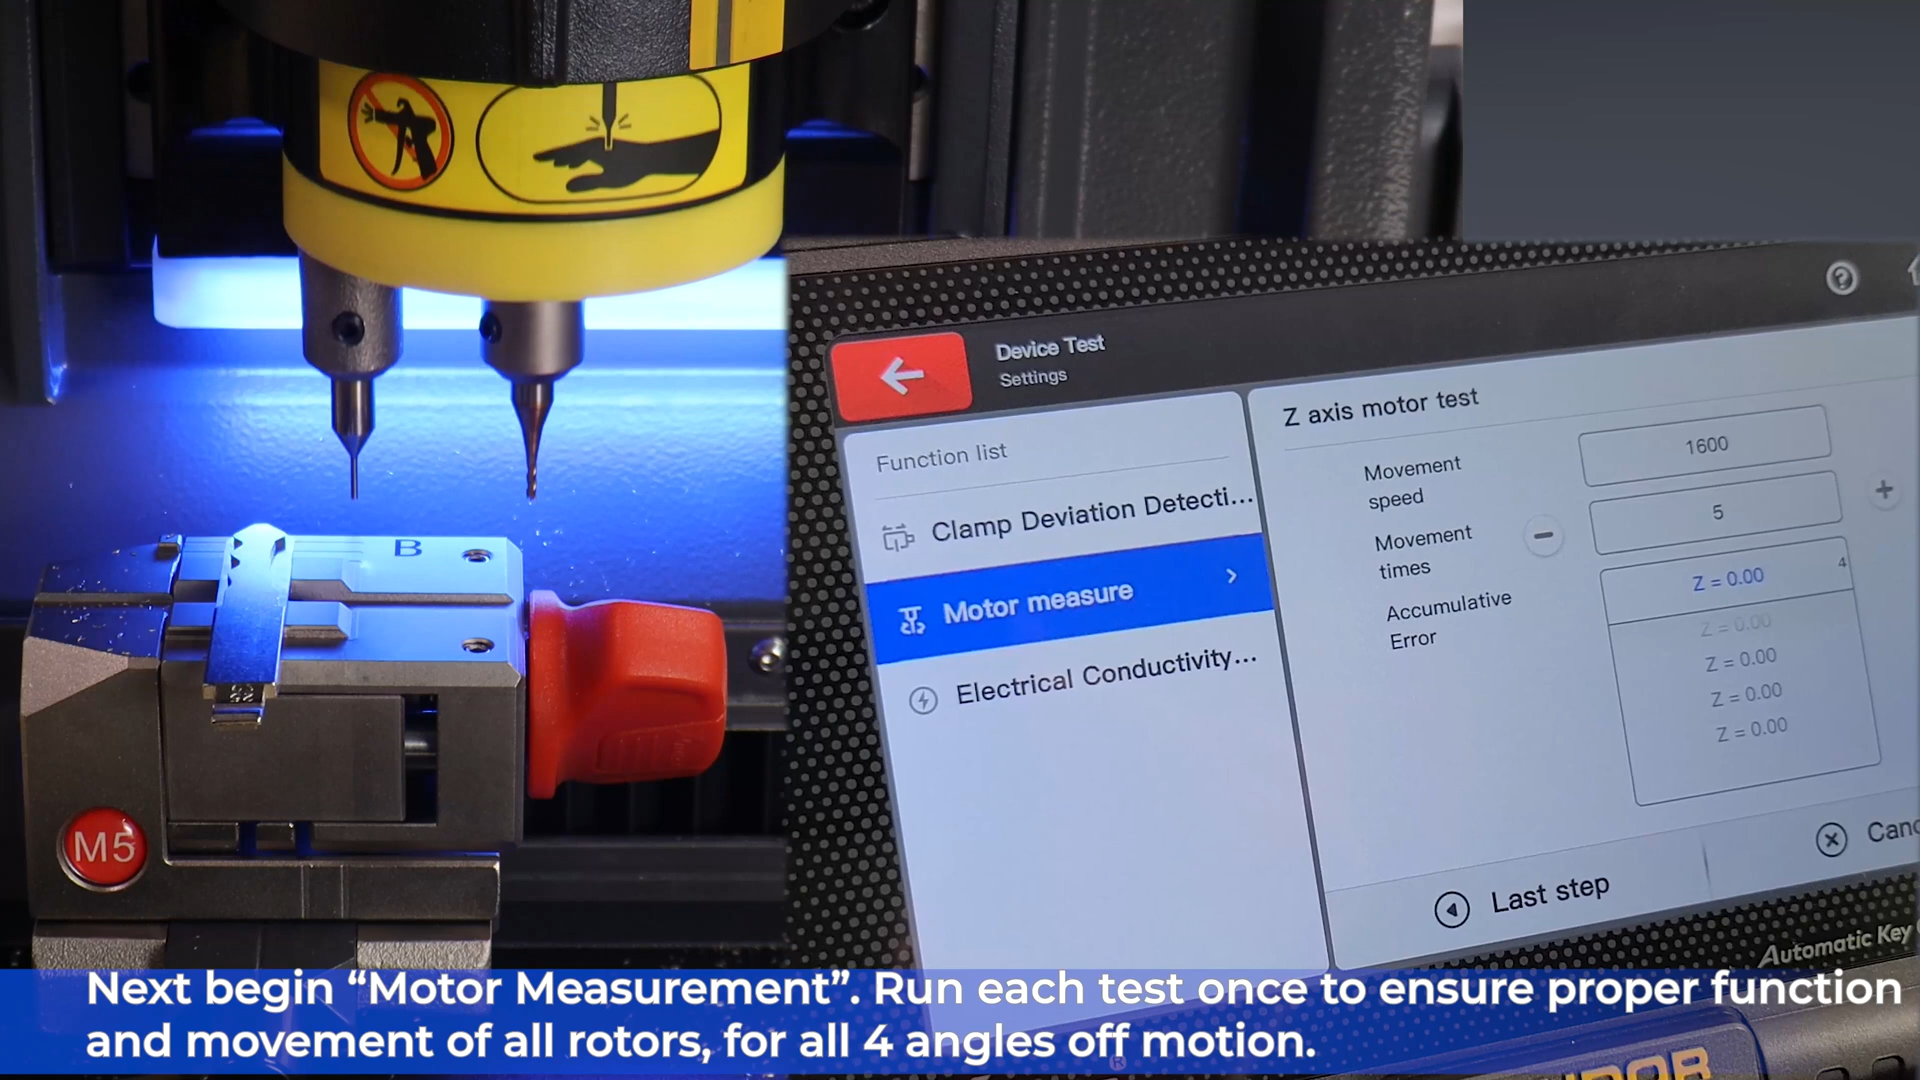 Device Test
Settings
Function list
Clamp Deviation Detecti...
Motor measure
Electrical Conductivity...
Z axis motor test
Movement speed
1600
Movement times
5
Accumulative Error
Z = 0.00
4
Z = 0.00
Z = 0.00
Z = 0.00
Z = 0.00
Last step
Canc
Automatic Key
B
M5
Next begin “Motor Measurement”. Run each test once to ensure proper function
and movement of all rotors, for all 4 angles off motion.